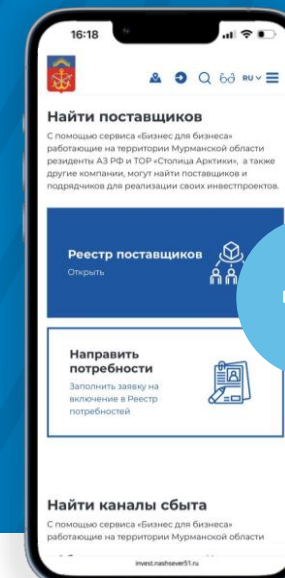 16:18
RU
Найти поставщиков
С помощью сервиса «Бизнес для бизнеса»
работающие на территории Мурманской области
резиденты АЗ РФ и ТОР «Столица Арктики», а также
другие компании, могут найти поставщиков и
подрядчиков для реализации своих инвестпроектов.
Реестр поставщиков
Открыть
Направить
потребности
Заполнить заявку на
включение в Реестр
потребностей
Найти каналы сбыта
С помощью сервиса «Бизнес для бизнеса»
работающие на территории Мурманской области
invest.nashsever51.ru